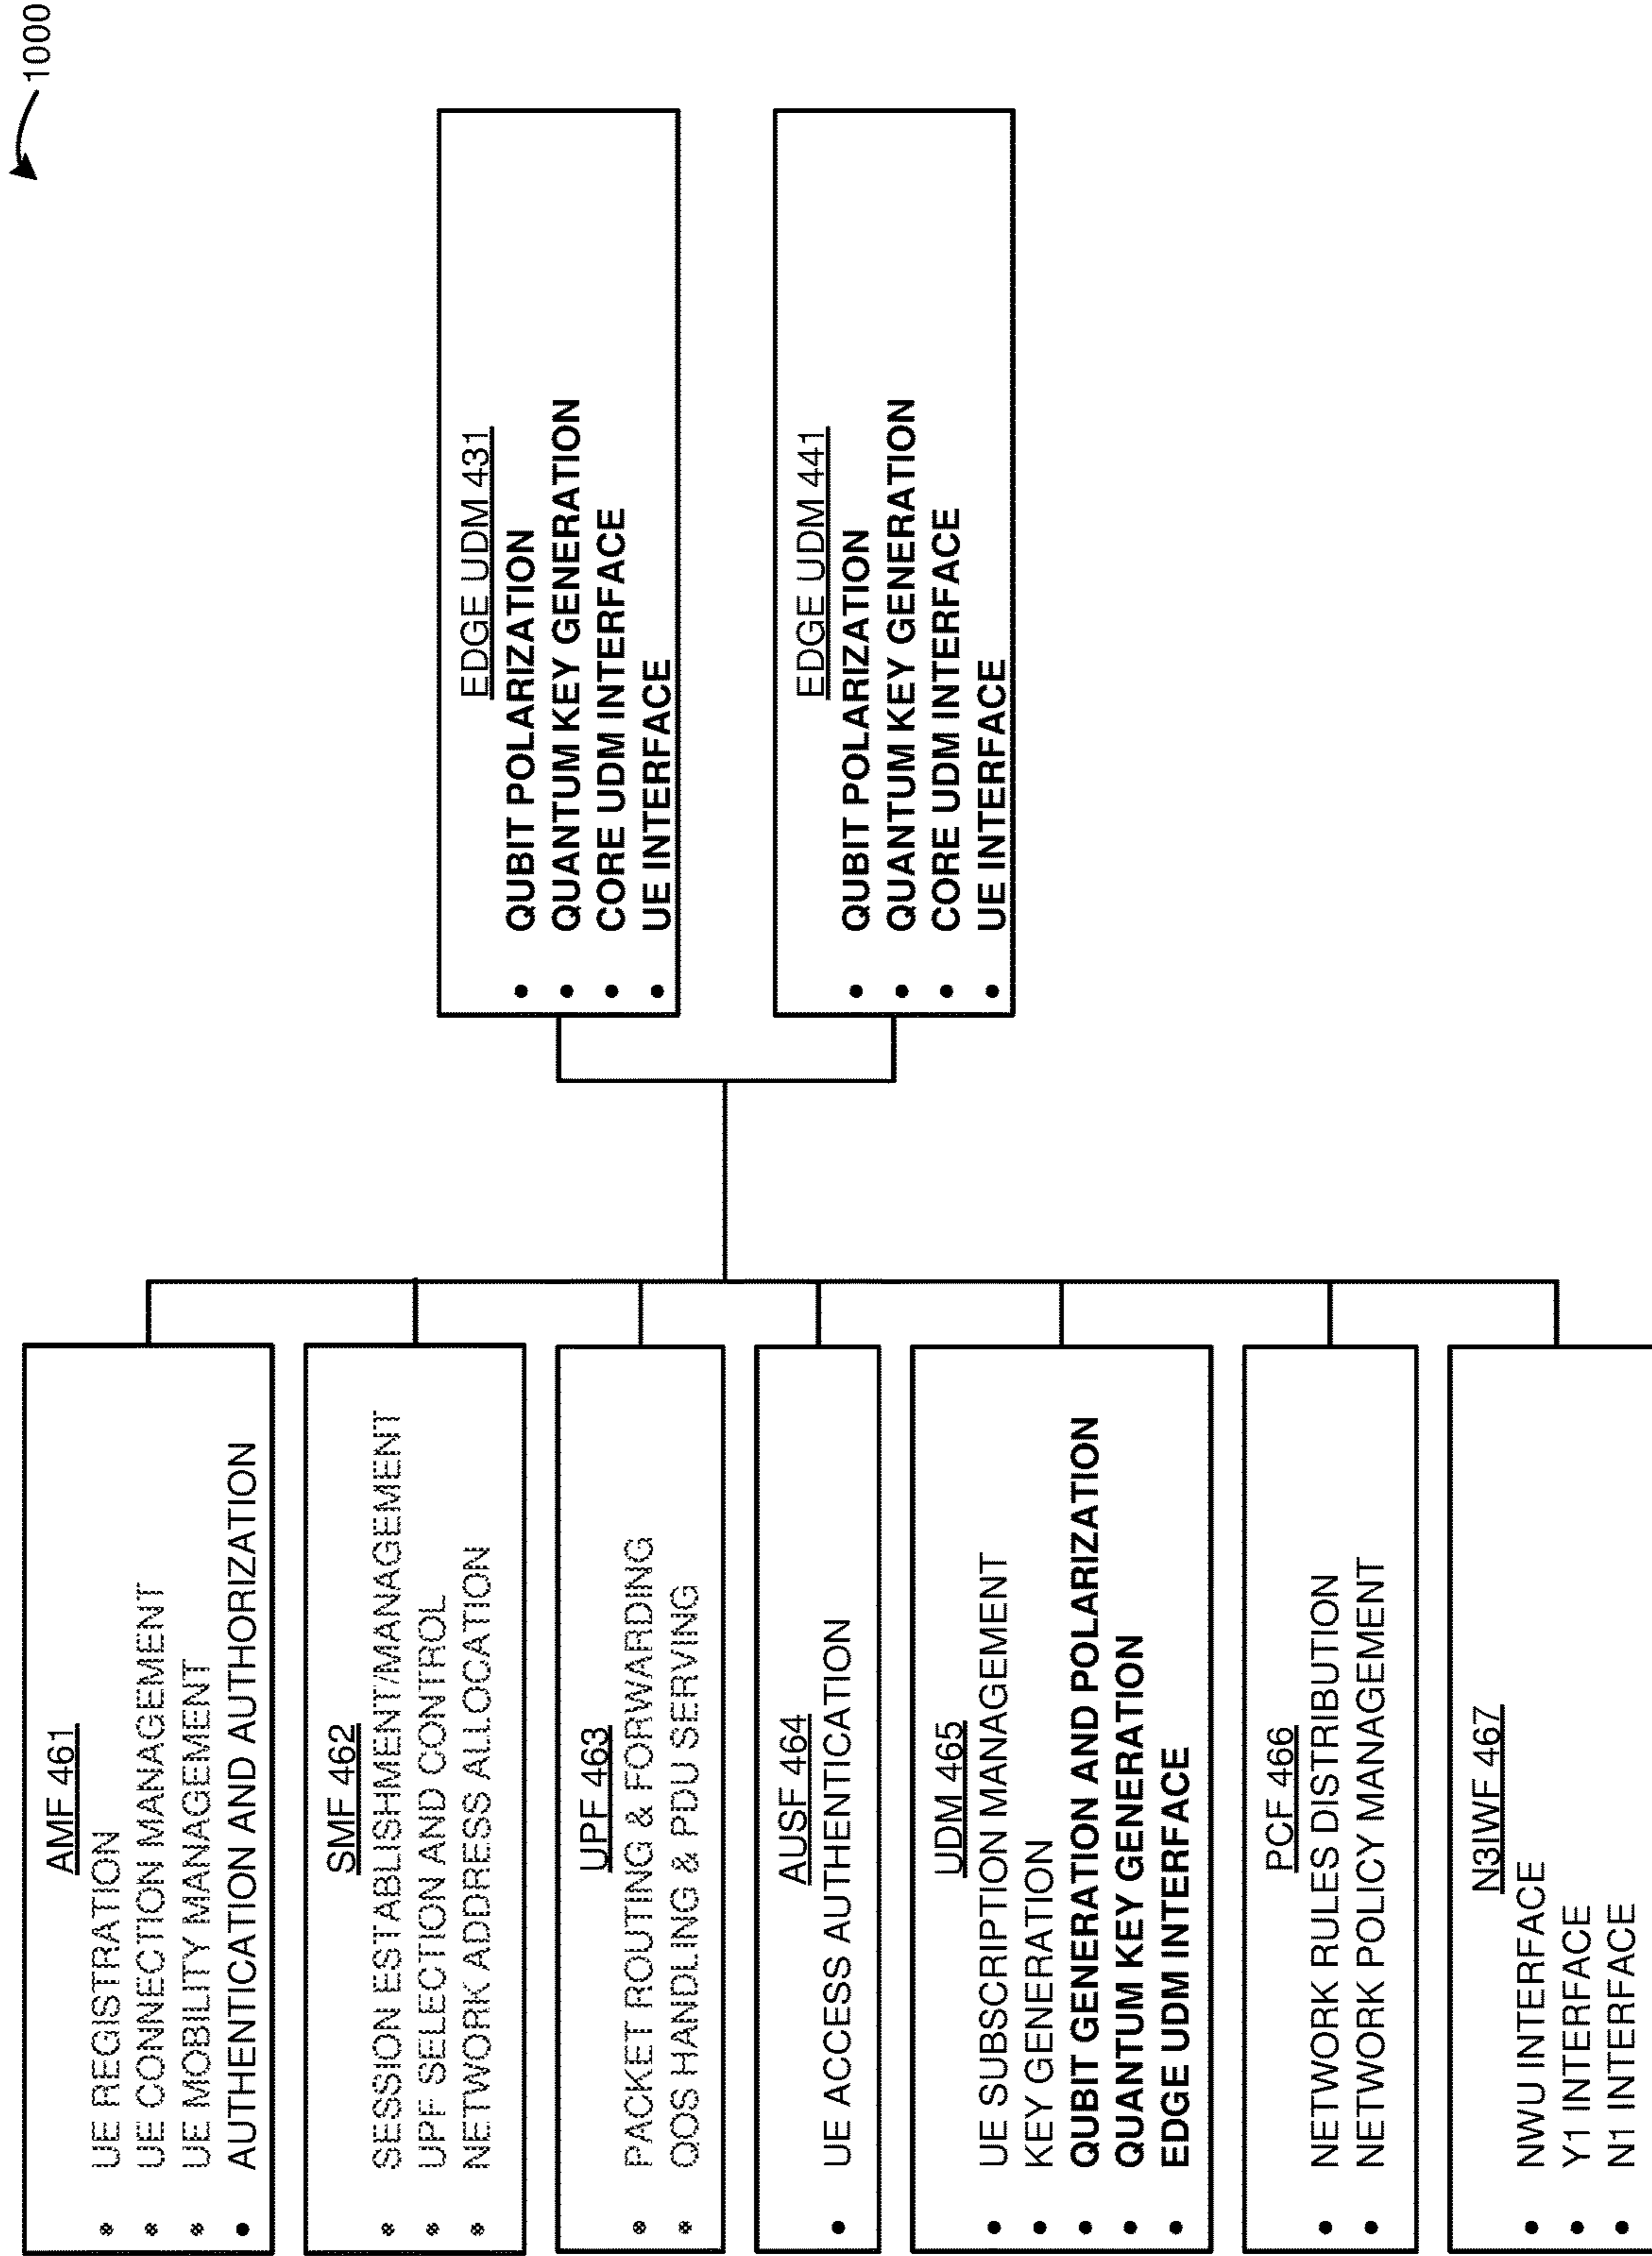 1000
AMF 461
• UE REGISTRATION
• UE CONNECTION MANAGEMENT
• UE MOBILITY MANAGEMENT
• AUTHENTICATION AND AUTHORIZATION
SMF 462
• SESSION ESTABLISHMENT/MANAGEMENT
• UPF SELECTION AND CONTROL
• NETWORK ADDRESS ALLOCATION
UPF 463
• PACKET ROUTING & FORWARDING
• QOS HANDLING & PDU SERVING
AUSF 464
• UE ACCESS AUTHENTICATION
UDM 465
• UE SUBSCRIPTION MANAGEMENT
• KEY GENERATION
• QUBIT GENERATION AND POLARIZATION
• QUANTUM KEY GENERATION
• EDGE UDM INTERFACE
PCF 466
• NETWORK RULES DISTRIBUTION
• NETWORK POLICY MANAGEMENT
N3IWF 467
• NWU INTERFACE
• Y1 INTERFACE
• N1 INTERFACE
EDGE UDM 431
• QUBIT POLARIZATION
• QUANTUM KEY GENERATION
• CORE UDM INTERFACE
• UE INTERFACE
EDGE UDM 441
• QUBIT POLARIZATION
• QUANTUM KEY GENERATION
• CORE UDM INTERFACE
• UE INTERFACE